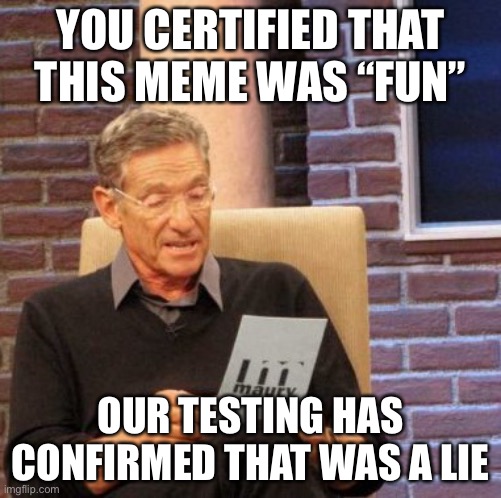 YOU CERTIFIED THAT
THIS MEME WAS “FUN”
maury
OUR TESTING HAS
CONFIRMED THAT WAS A LIE
imgflip.com